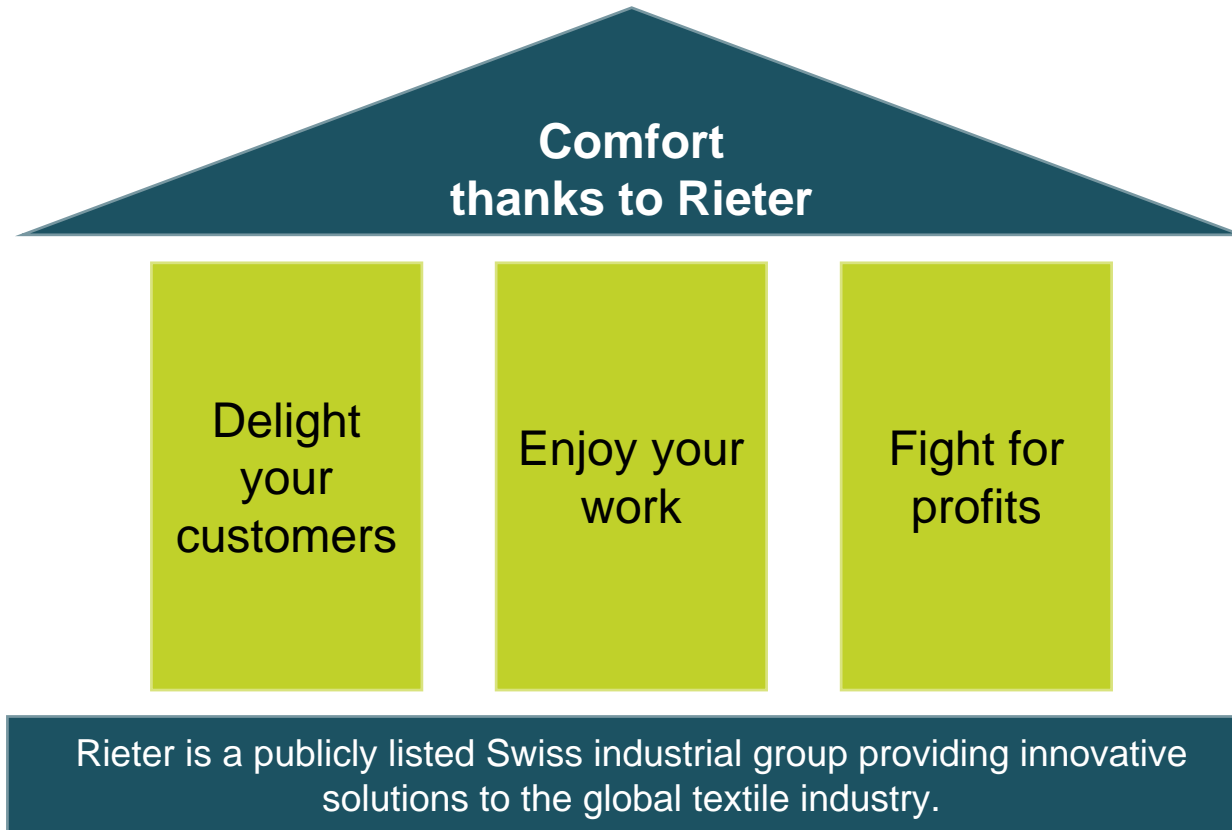 Comfort
thanks to Rieter
Delight
your
customers
Enjoy your
work
Fight for
profits
Rieter is a publicly listed Swiss industrial group providing innovative
solutions to the global textile industry.